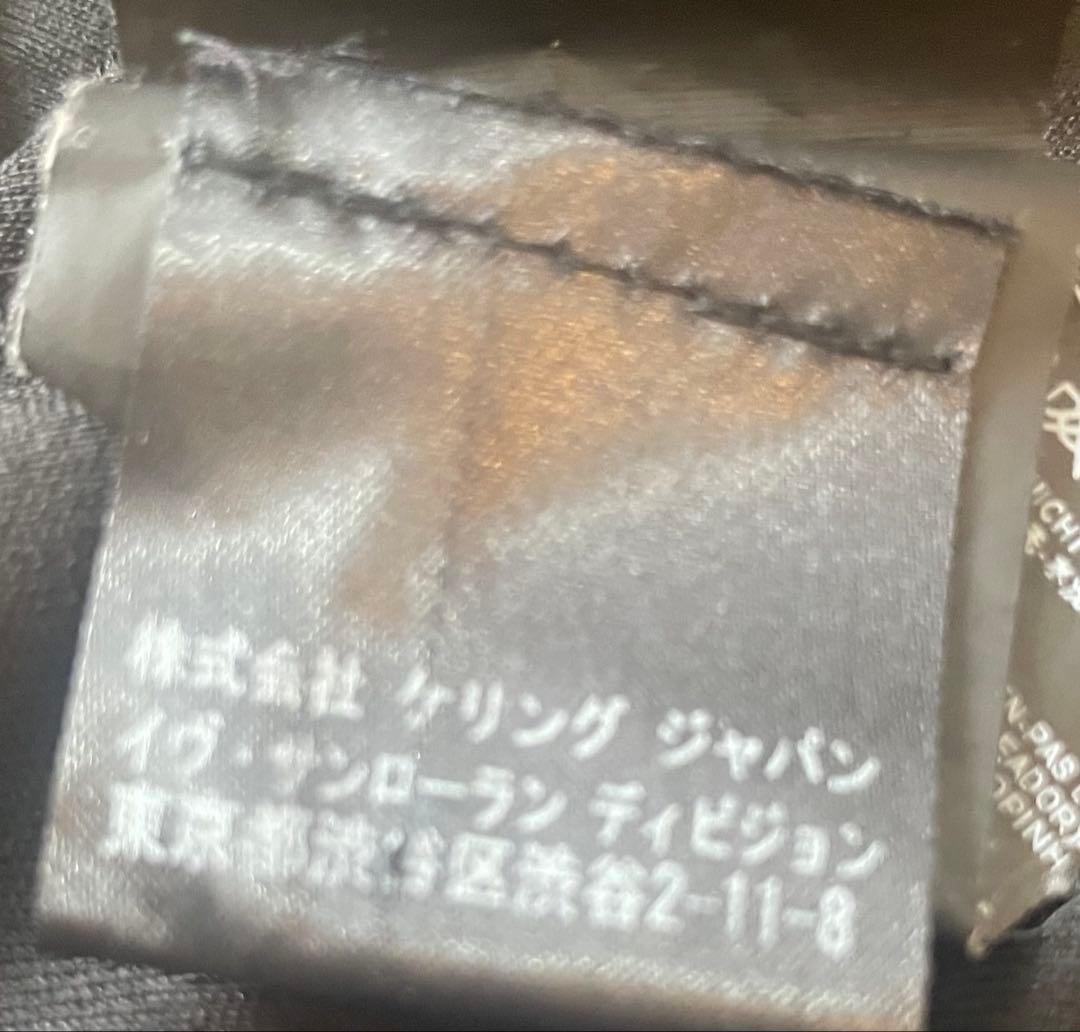 株式会社 ケリング ジャパン
イヴ・サンローラン ディビジョン
東京都渋谷区渋谷2-11-8
N-PAS